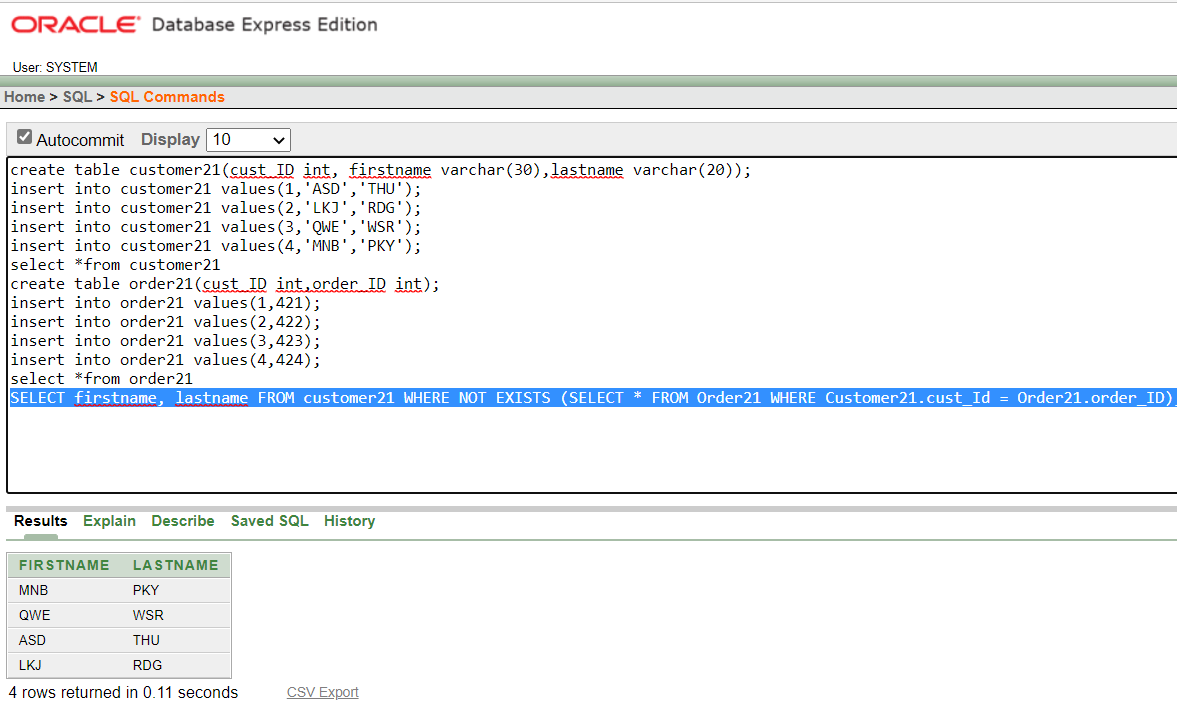 ORACLE® Database Express Edition
User: SYSTEM
Home > SQL > SQL Commands
Autocommit Display 10
create table customer21(cust_ID int, firstname varchar(30),lastname varchar(20));
insert into customer21 values(1,'ASD','THU');
insert into customer21 values(2,'LKJ','RDG');
insert into customer21 values(3,'QWE','WSR');
insert into customer21 values(4,'MNB','PKY');
select *from customer21
create table order21(cust_ID int,order_ID int);
insert into order21 values(1,421);
insert into order21 values(2,422);
insert into order21 values(3,423);
insert into order21 values(4,424);
select *from order21
SELECT firstname, lastname FROM customer21 WHERE NOT EXISTS (SELECT * FROM Order21 WHERE Customer21.cust_Id = Order21.order_ID)
Results Explain Describe Saved SQL History
FIRSTNAME LASTNAME
MNB PKY
QWE WSR
ASD THU
LKJ RDG
4 rows returned in 0.11 seconds CSV Export